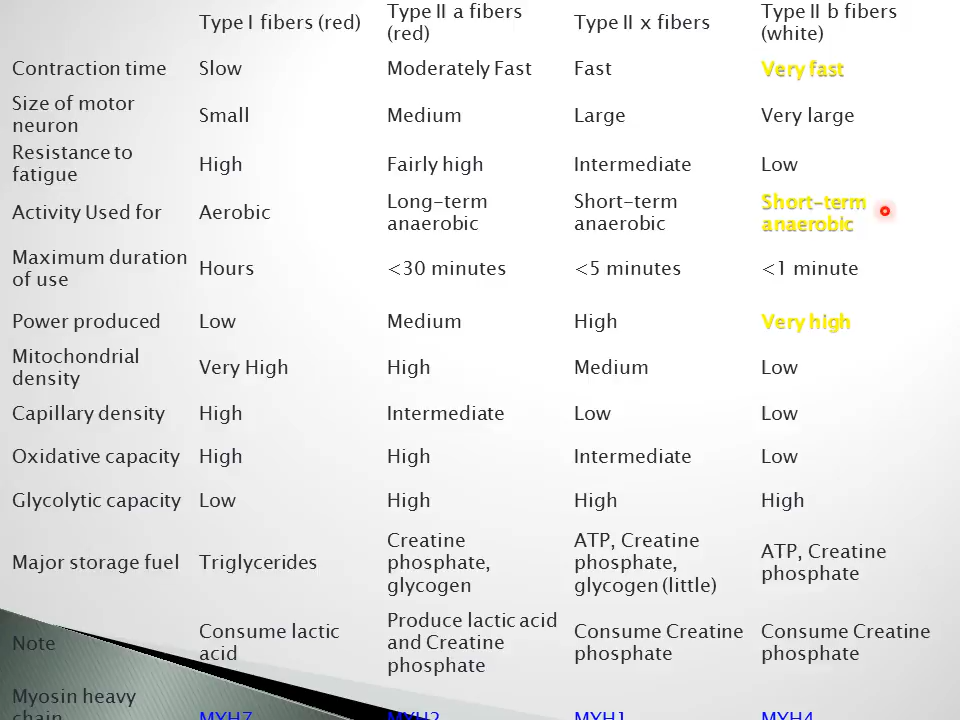 Type I fibers (red)
Type II a fibers
(red)
Type II x fibers
Type II b fibers
(white)
Contraction time
Slow
Moderately Fast
Fast
Very fast
Size of motor
neuron
Small
Medium
Large
Very large
Resistance to
fatigue
High
Fairly high
Intermediate
Low
Activity Used for
Aerobic
Long-term
anaerobic
Short-term
anaerobic
Short-term
anaerobic
Maximum duration
of use
Hours
<30 minutes
<5 minutes
<1 minute
Power produced
Low
Medium
High
Very high
Mitochondrial
density
Very High
High
Medium
Low
Capillary density
High
Intermediate
Low
Low
Oxidative capacity
High
High
Intermediate
Low
Glycolytic capacity
Low
High
High
High
Major storage fuel
Triglycerides
Creatine
phosphate,
glycogen
ATP, Creatine
phosphate,
glycogen (little)
ATP, Creatine
phosphate
Note
Consume lactic
acid
Produce lactic acid
and Creatine
phosphate
Consume Creatine
phosphate
Consume Creatine
phosphate
Myosin heavy
chain
MYH7
MYH2
MYH1
MYH4